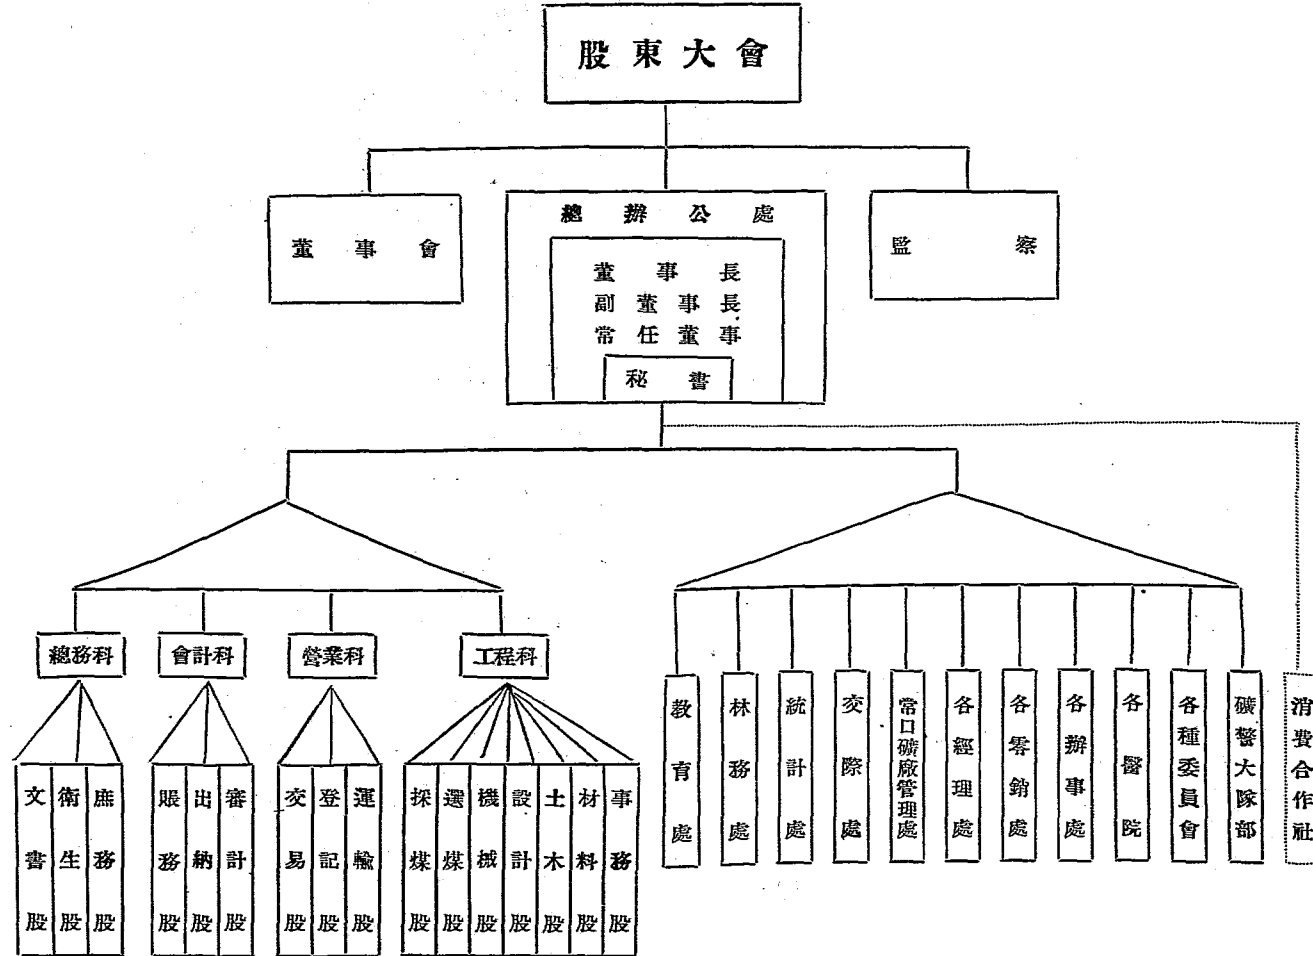 股東大會
董事會
總辦公處
董事長
副董事長
常任董事
秘書
監察
總務科
會計科
營業科
工程科
文書股
衛生股
庶務股
賬務股
出納股
審計股
交易股
登記股
運輸股
採煤股
選煤股
機械股
設計股
土木股
材料股
事務股
教育處
林務處
統計處
交際處
常口礦廠管理處
各經理處
各零銷處
各辦事處
各醫院
各種委員會
礦警大隊部
消費合作社